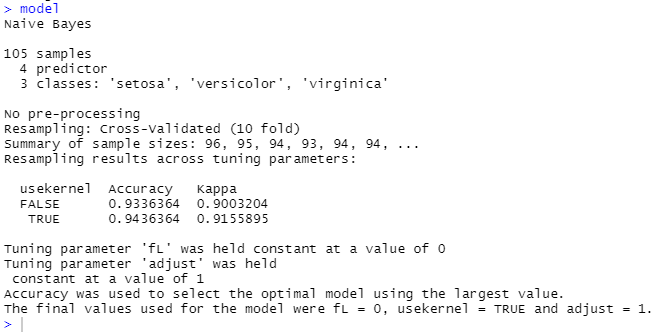 > model
Naive Bayes
105 samples
4 predictor
3 classes: 'setosa', 'versicolor', 'virginica'
No pre-processing
Resampling: Cross-Validated (10 fold)
Summary of sample sizes: 96, 95, 94, 93, 94, 94, ...
Resampling results across tuning parameters:
usekernel Accuracy Kappa
FALSE 0.9336364 0.9003204
TRUE 0.9436364 0.9155895
Tuning parameter 'fL' was held constant at a value of 0
Tuning parameter 'adjust' was held
constant at a value of 1
Accuracy was used to select the optimal model using the largest value.
The final values used for the model were fL = 0, usekernel = TRUE and adjust = 1.
>